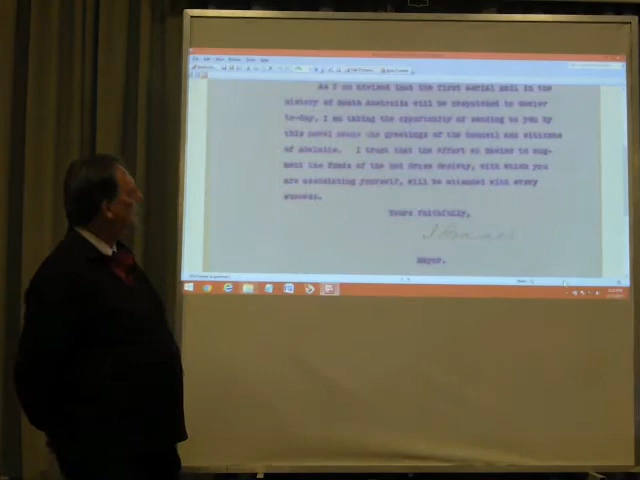 As I am advised that the first aerial mail in the
history of South Australia will be despatched to Gawler
to-day, I am taking the opportunity of sending to you by
this novel means the greetings of the Council and citizens
of Adelaide. I trust that the effort at Gawler to aug-
ment the funds of the Red Cross Society, with which you
are associating yourself, will be attended with every
success.
Yours faithfully,
Mayor.